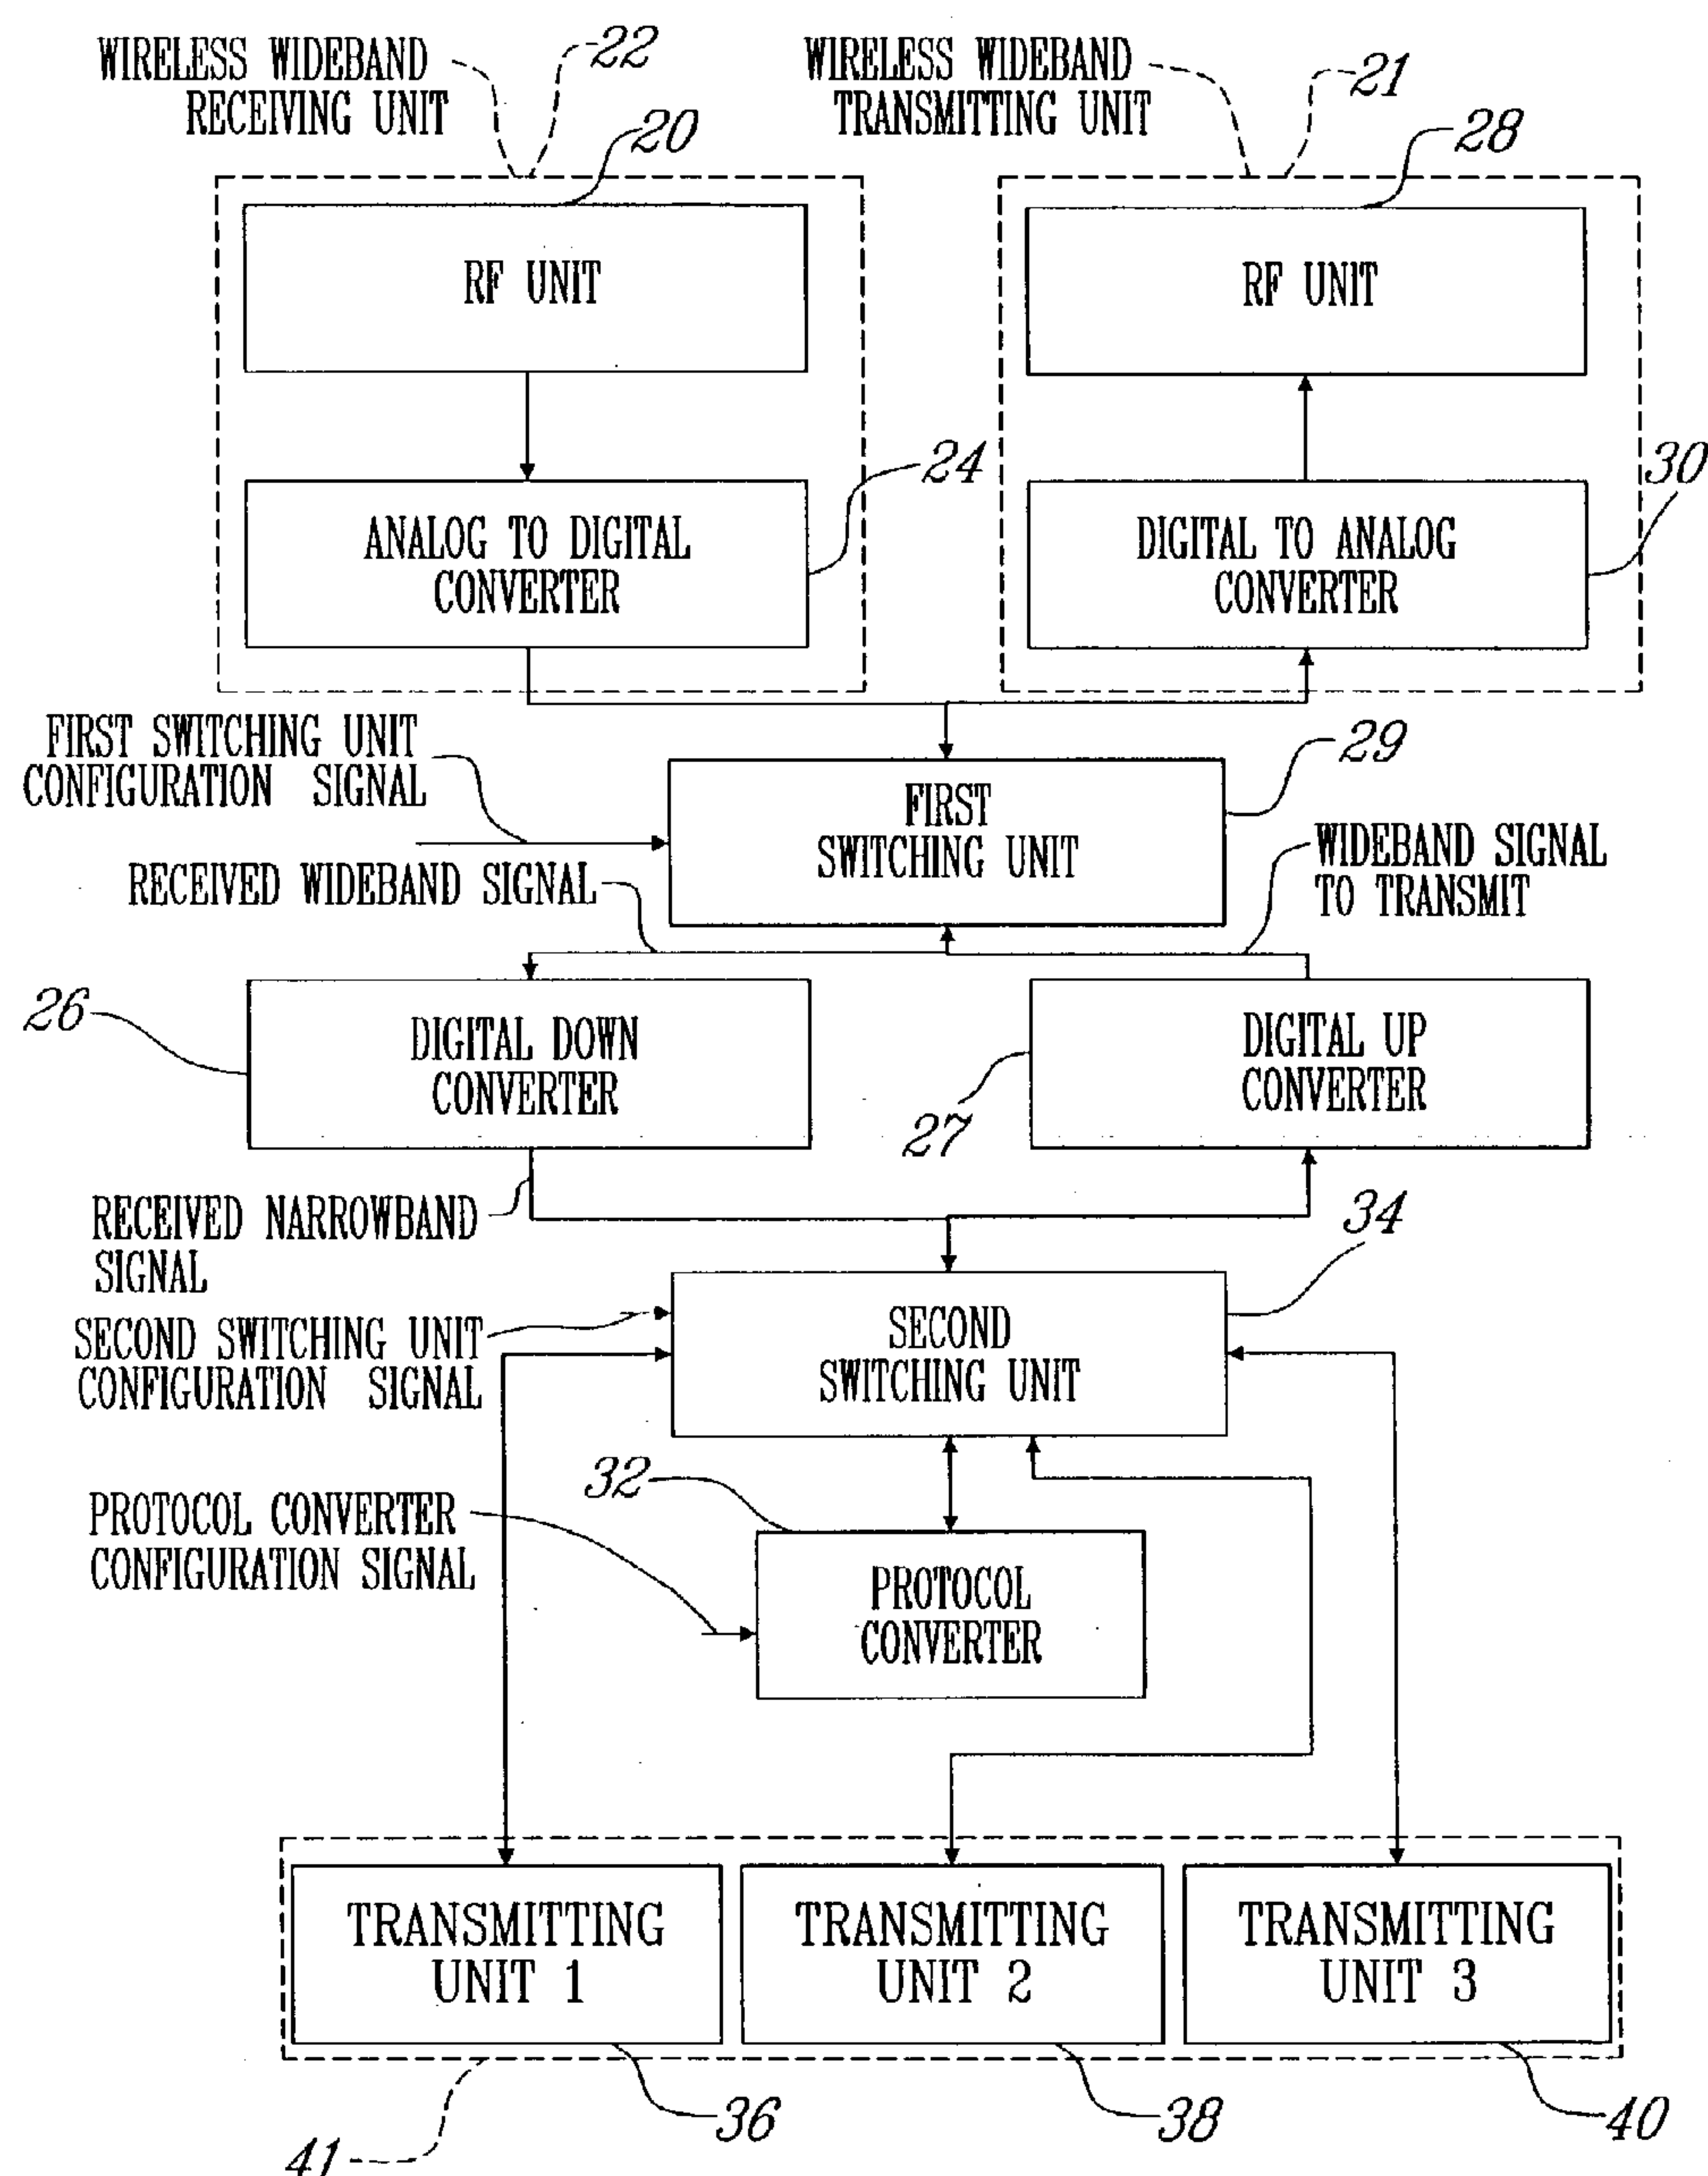 WIRELESS WIDEBAND
RECEIVING UNIT
22
20
WIRELESS WIDEBAND
TRANSMITTING UNIT
21
28
RF UNIT
RF UNIT
24
30
ANALOG TO DIGITAL
CONVERTER
DIGITAL TO ANALOG
CONVERTER
FIRST SWITCHING UNIT
CONFIGURATION SIGNAL
29
FIRST
SWITCHING UNIT
RECEIVED WIDEBAND SIGNAL
WIDEBAND SIGNAL
TO TRANSMIT
26
DIGITAL DOWN
CONVERTER
27
DIGITAL UP
CONVERTER
RECEIVED NARROWBAND
SIGNAL
34
SECOND SWITCHING UNIT
CONFIGURATION SIGNAL
SECOND
SWITCHING UNIT
32
PROTOCOL CONVERTER
CONFIGURATION SIGNAL
PROTOCOL
CONVERTER
TRANSMITTING
UNIT 1
TRANSMITTING
UNIT 2
TRANSMITTING
UNIT 3
41
36
38
40